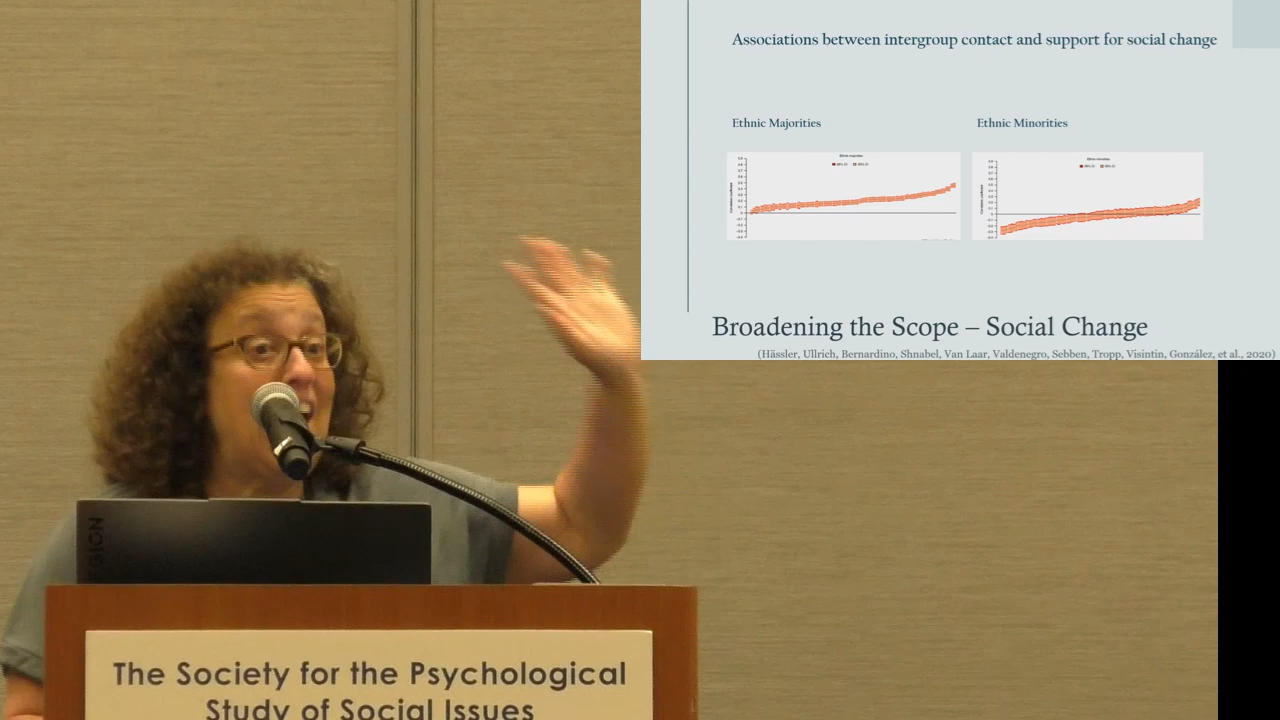 Associations between intergroup contact and support for social change
Ethnic Majorities
Ethnic Minorities
Broadening the Scope – Social Change
(Hässler, Ullrich, Bernardino, Shnabel, Van Laar, Valdenegro, Sebben, Tropp, Visintin, González, et al., 2020)
GION
The Society for the Psychological
Study of Social Issues